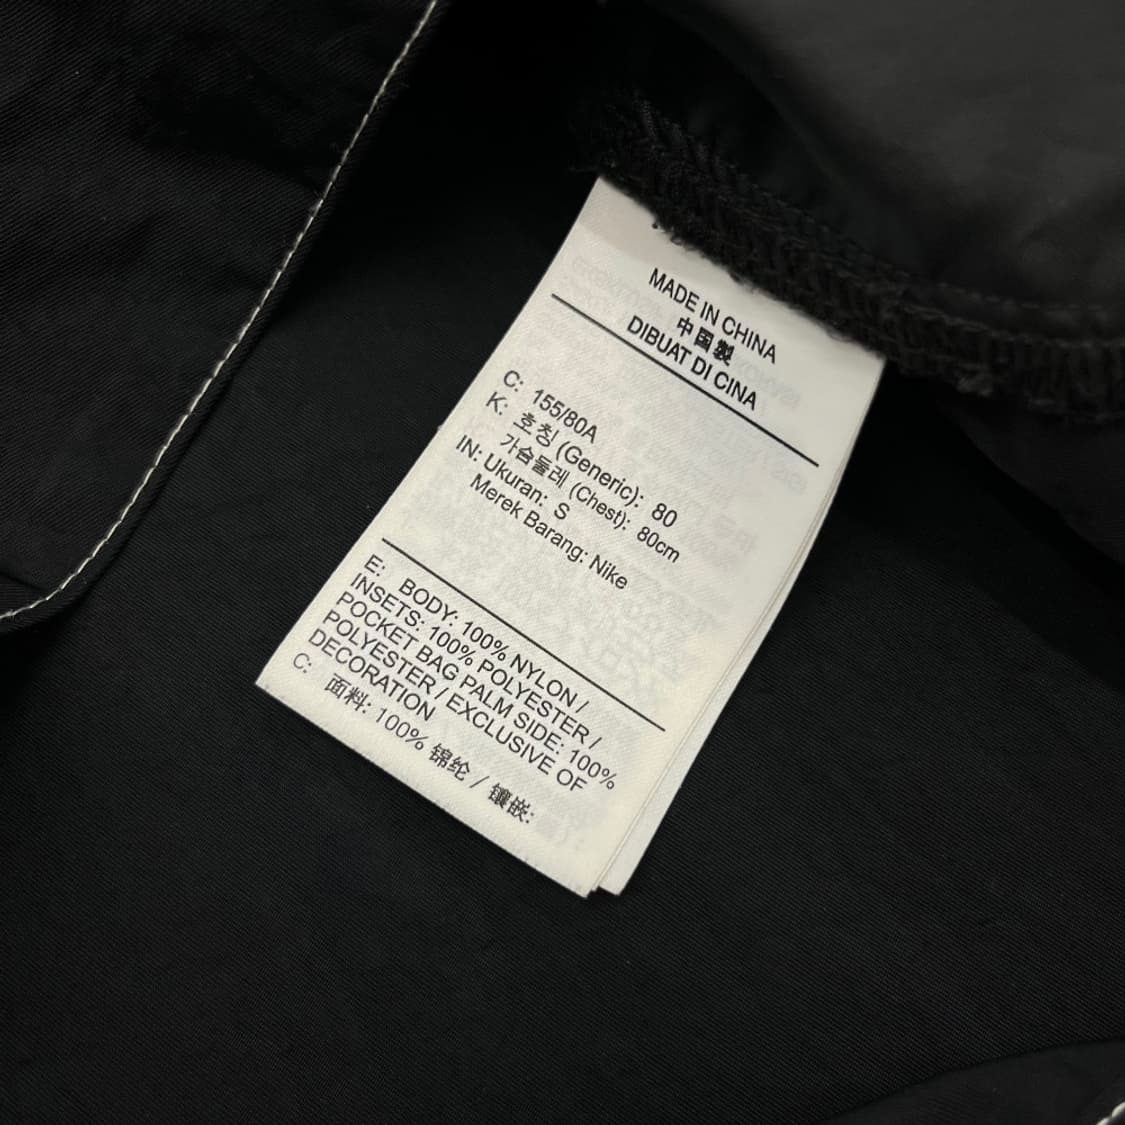 MADE IN CHINA
中国製
DIBUAT DI CINA
C: 155/80A
K: 호칭 (Generic): 80
가슴둘레 (Chest): 80cm
IN: Ukuran: S
Merek Barang: Nike
E: BODY: 100% NYLON /
INSETS: 100% POLYESTER /
POCKET BAG PALM SIDE: 100%
POLYESTER / EXCLUSIVE OF
DECORATION
C: 面料: 100% 锦纶 / 镶嵌: